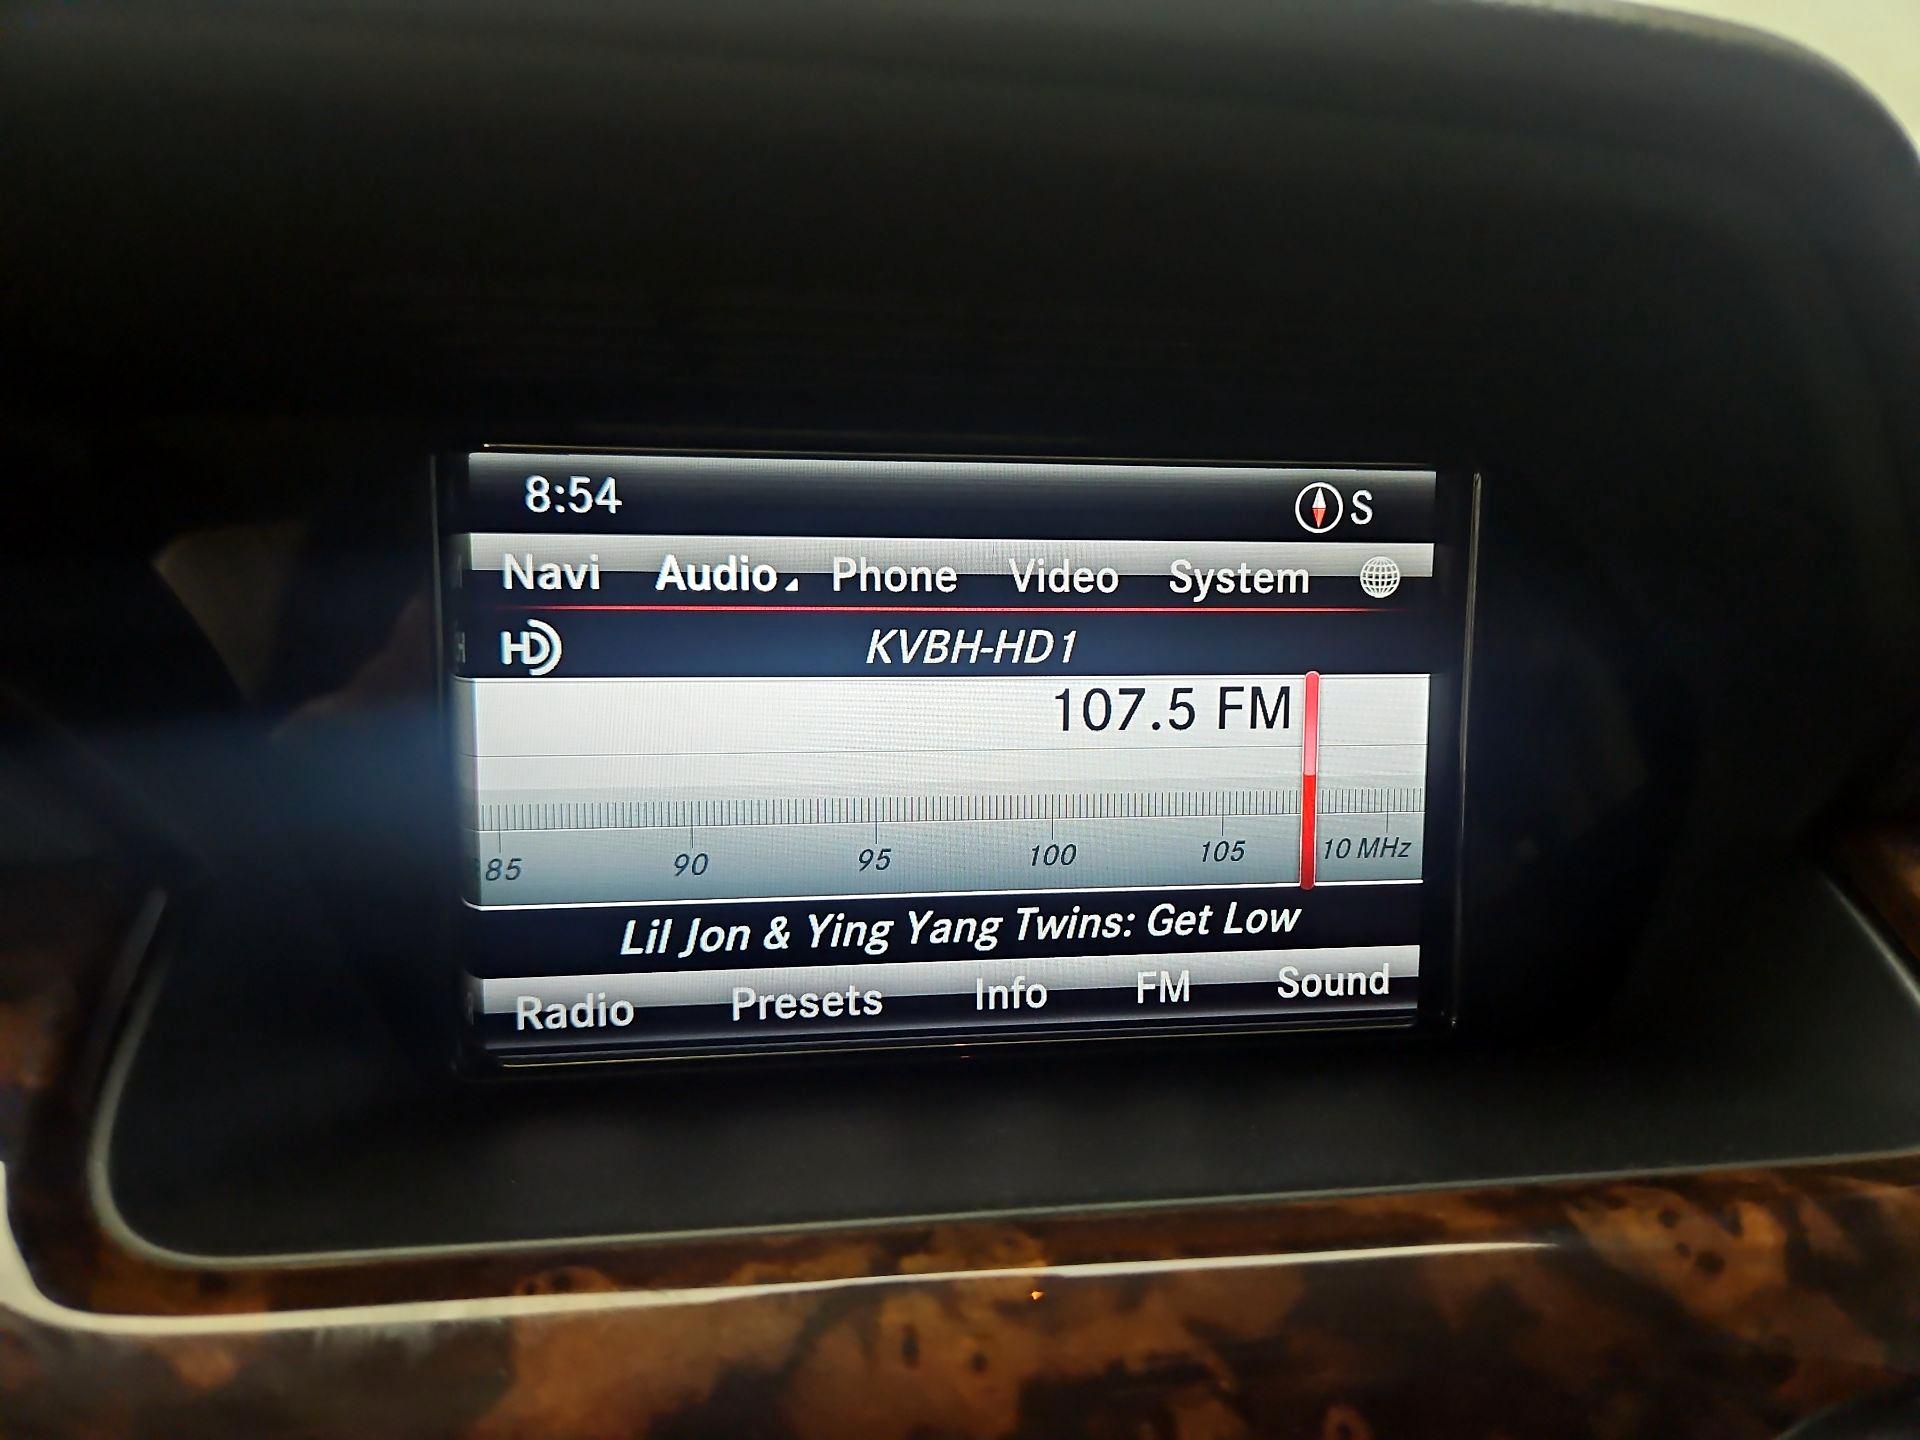 8:54 S
Navi Audio Phone Video System
HD KVBH-HD1
107.5 FM
85 90 95 100 105 10 MHz
Lil Jon & Ying Yang Twins: Get Low
Radio Presets Info FM Sound